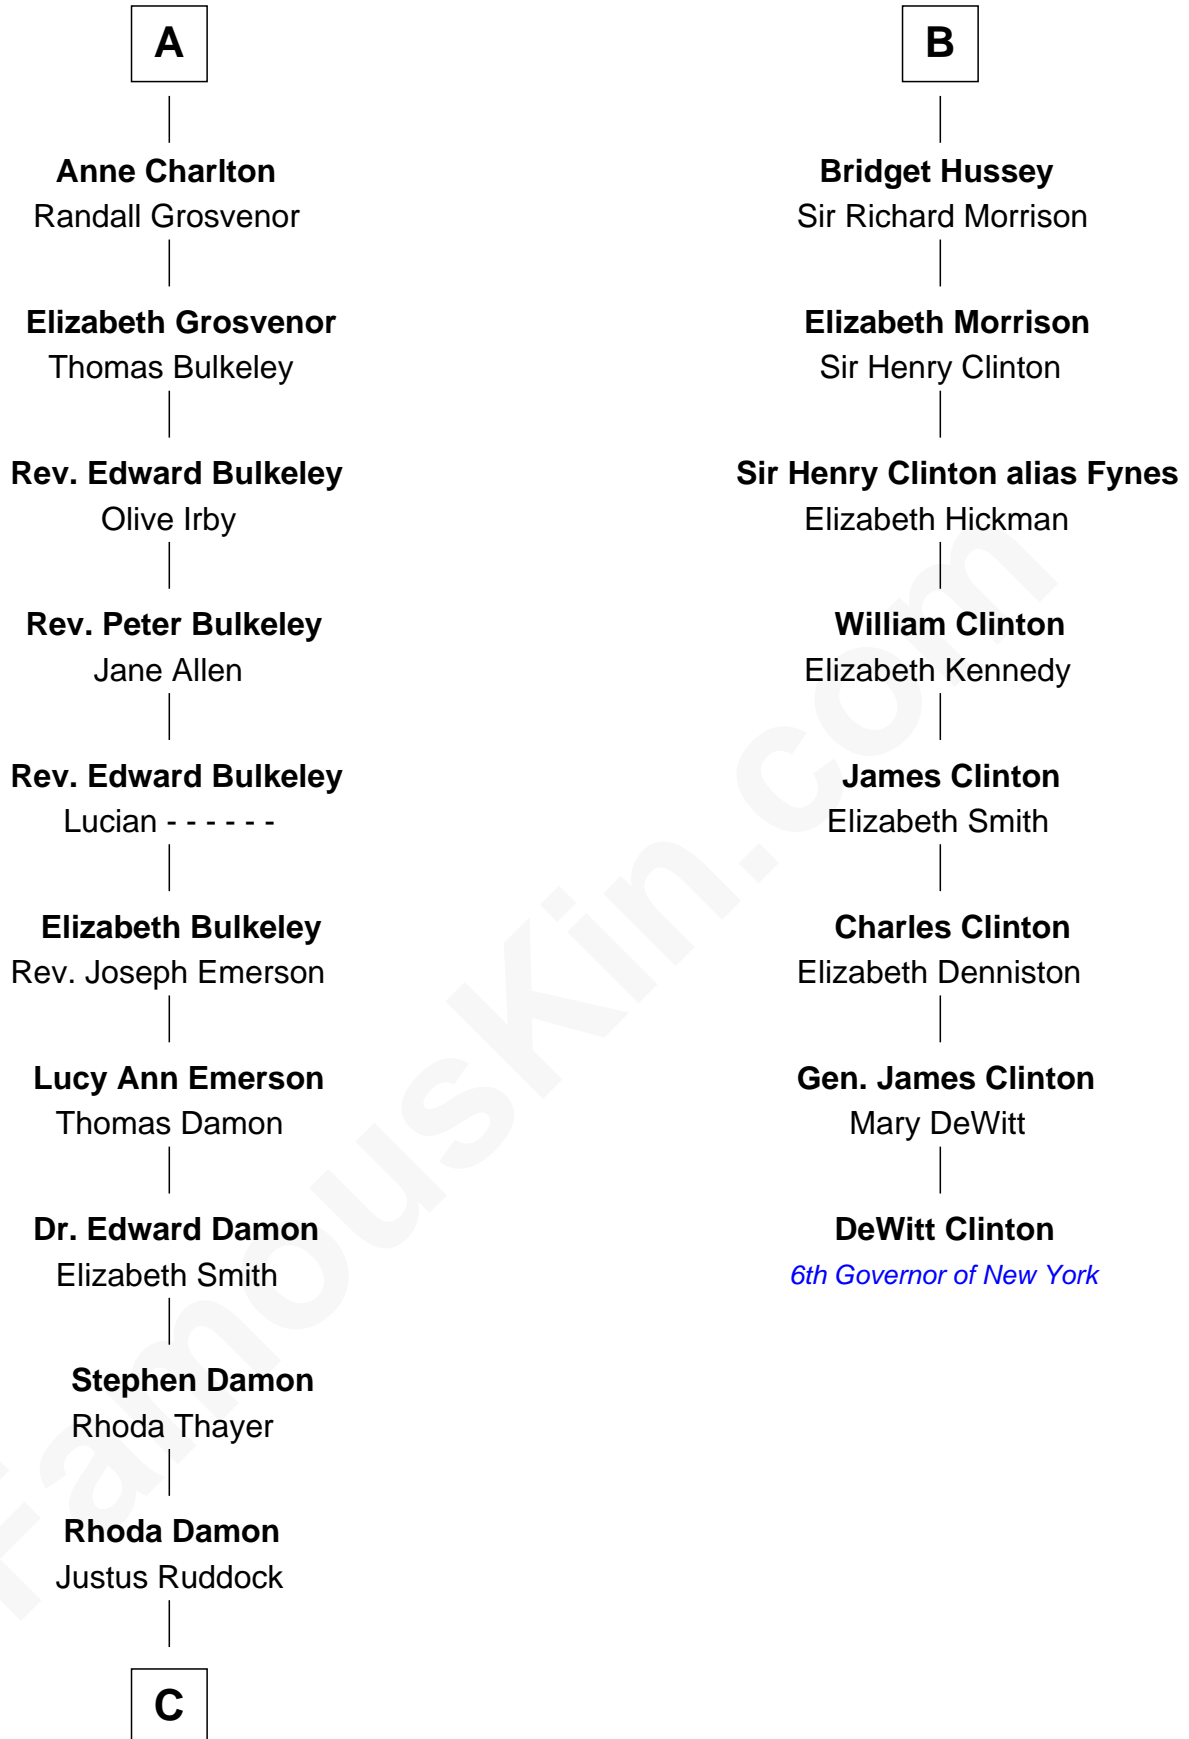 A
Anne Charlton
Randall Grosvenor
Elizabeth Grosvenor
Thomas Bulkeley
Rev. Edward Bulkeley
Olive Irby
Rev. Peter Bulkeley
Jane Allen
Rev. Edward Bulkeley
Lucian - - - - - -
Elizabeth Bulkeley
Rev. Joseph Emerson
Lucy Ann Emerson
Thomas Damon
Dr. Edward Damon
Elizabeth Smith
Stephen Damon
Rhoda Thayer
Rhoda Damon
Justus Ruddock
C
B
Bridget Hussey
Sir Richard Morrison
Elizabeth Morrison
Sir Henry Clinton
Sir Henry Clinton alias Fynes
Elizabeth Hickman
William Clinton
Elizabeth Kennedy
James Clinton
Elizabeth Smith
Charles Clinton
Elizabeth Denniston
Gen. James Clinton
Mary DeWitt
DeWitt Clinton
6th Governor of New York
FamousKin.com